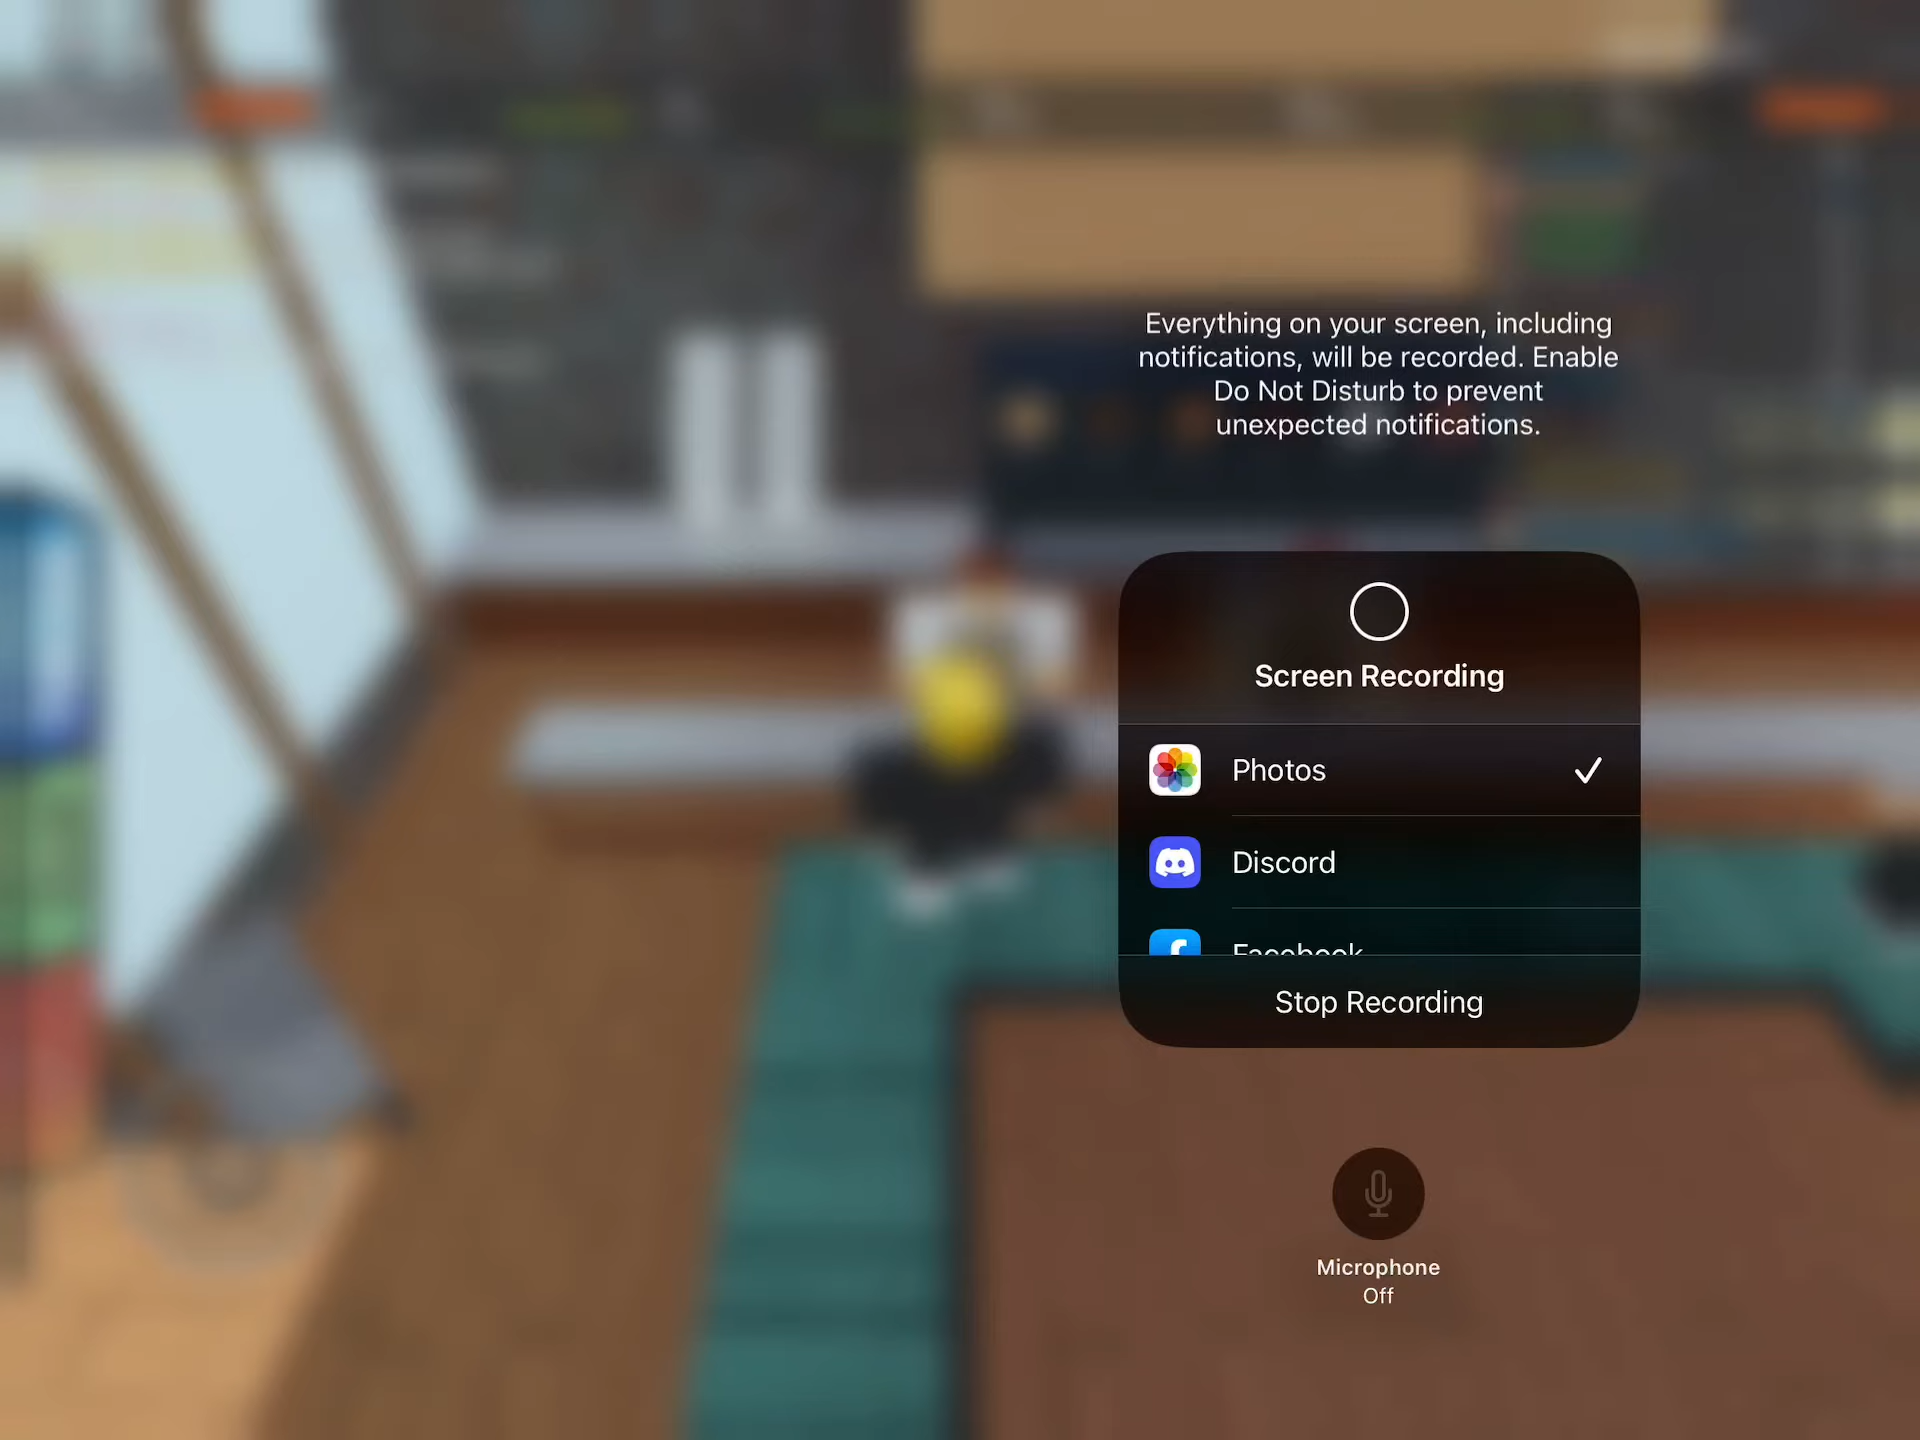 Everything on your screen, including
notifications, will be recorded. Enable
Do Not Disturb to prevent
unexpected notifications.
Screen Recording
Photos
Discord
Facebook
Stop Recording
Microphone
Off